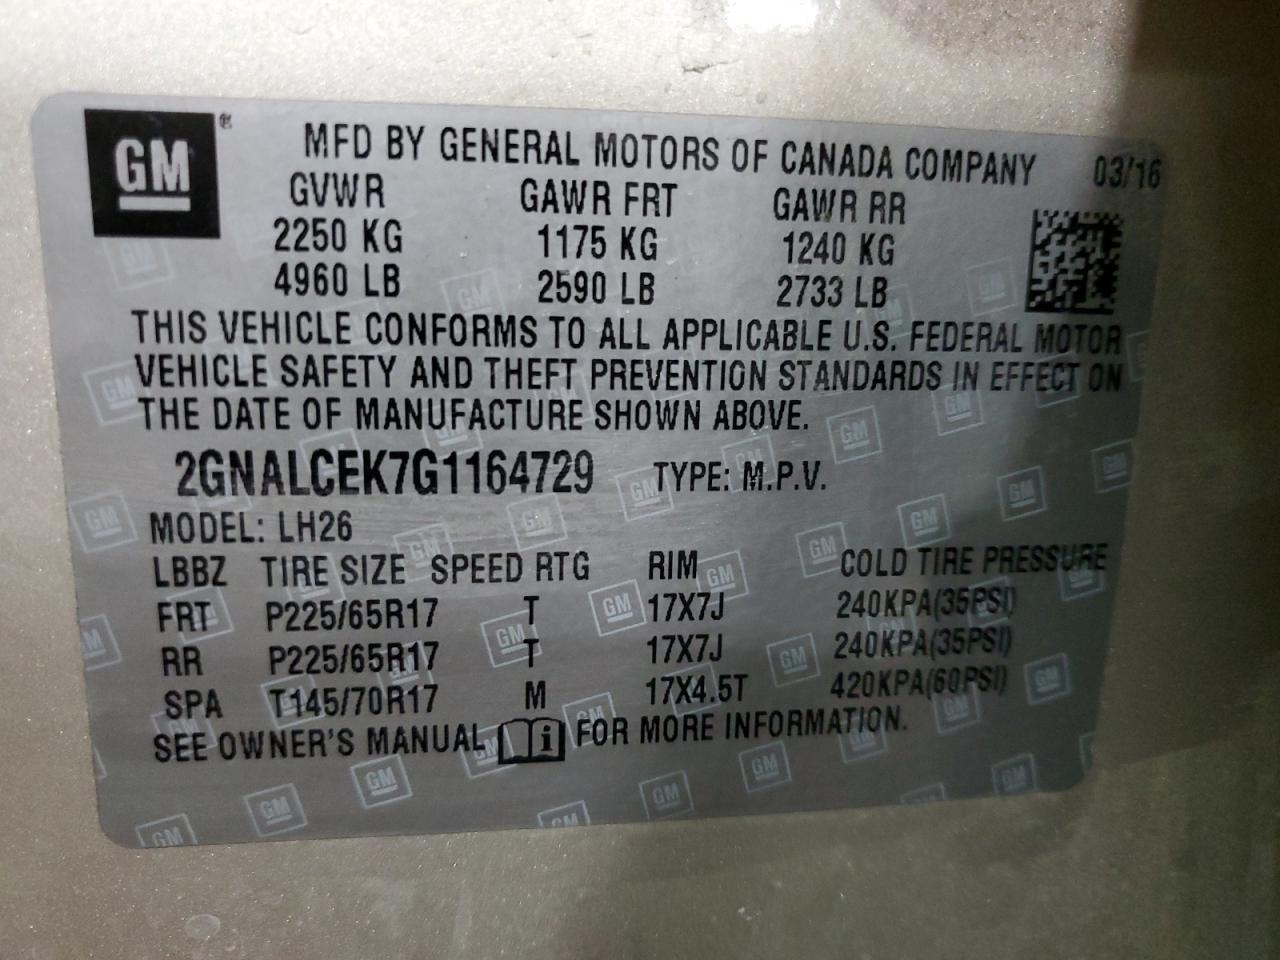 GM ®
MFD BY GENERAL MOTORS OF CANADA COMPANY 03/16
GVWR GAWR FRT GAWR RR
2250 KG 1175 KG 1240 KG
4960 LB 2590 LB 2733 LB
THIS VEHICLE CONFORMS TO ALL APPLICABLE U.S. FEDERAL MOTOR
VEHICLE SAFETY AND THEFT PREVENTION STANDARDS IN EFFECT ON
THE DATE OF MANUFACTURE SHOWN ABOVE.
2GNALCEK7G1164729 TYPE: M.P.V.
MODEL: LH26
LBBZ TIRE SIZE SPEED RTG RIM COLD TIRE PRESSURE
FRT P225/65R17 T 17X7J 240KPA(35PSI)
RR P225/65R17 T 17X7J 240KPA(35PSI)
SPA T145/70R17 M 17X4.5T 420KPA(60PSI)
SEE OWNER'S MANUAL i FOR MORE INFORMATION.